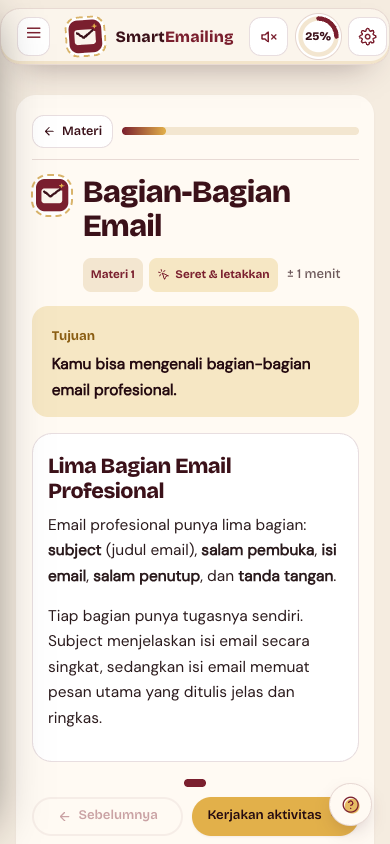 SmartEmailing
25%
Materi
Bagian-Bagian
Email
Materi 1
Seret & letakkan
± 1 menit
Tujuan
Kamu bisa mengenali bagian-bagian
email profesional.
Lima Bagian Email
Profesional
Email profesional punya lima bagian:
subject (judul email), salam pembuka, isi
email, salam penutup, dan tanda tangan.
Tiap bagian punya tugasnya sendiri.
Subject menjelaskan isi email secara
singkat, sedangkan isi email memuat
pesan utama yang ditulis jelas dan
ringkas.
Sebelumnya
Kerjakan aktivitas